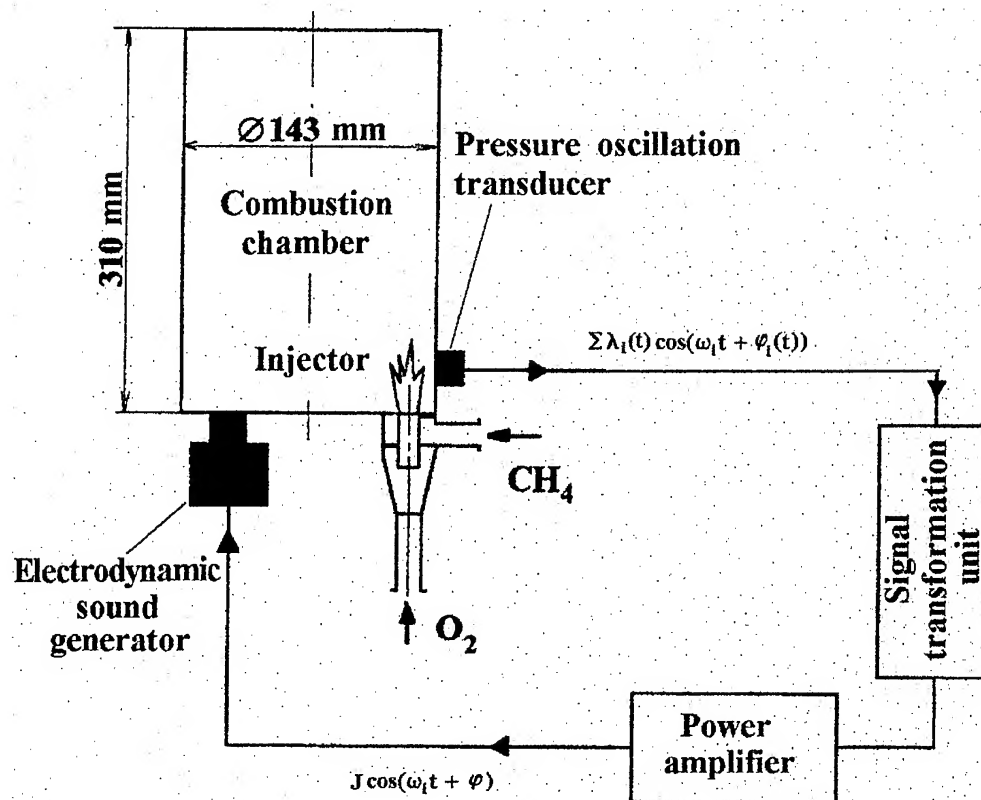 Ø143 mm
310 mm
Combustion
chamber
Pressure oscillation
transducer
Injector
Σλᵢ(t) cos(ωᵢt + φᵢ(t))
CH₄
O₂
Electrodynamic
sound
generator
Signal
transformation
unit
Power
amplifier
J cos(ωᵢt + φ)